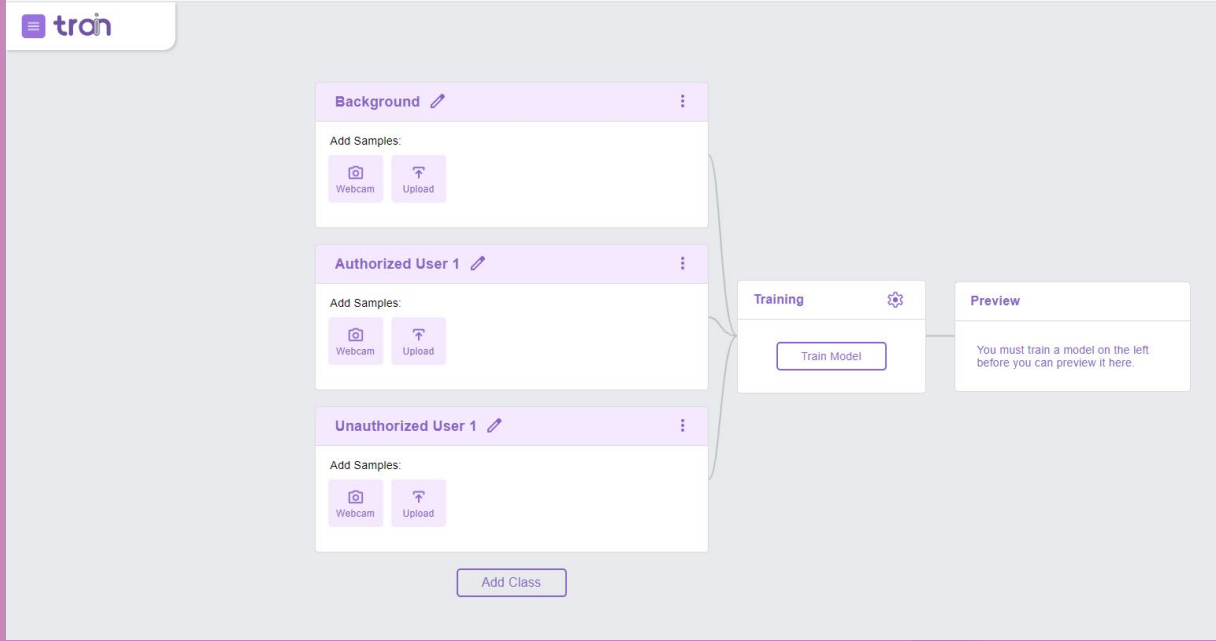 train
Background
Add Samples:
Webcam Upload
Authorized User 1
Add Samples:
Webcam Upload
Unauthorized User 1
Add Samples:
Webcam Upload
Add Class
Training
Train Model
Preview
You must train a model on the left
before you can preview it here.